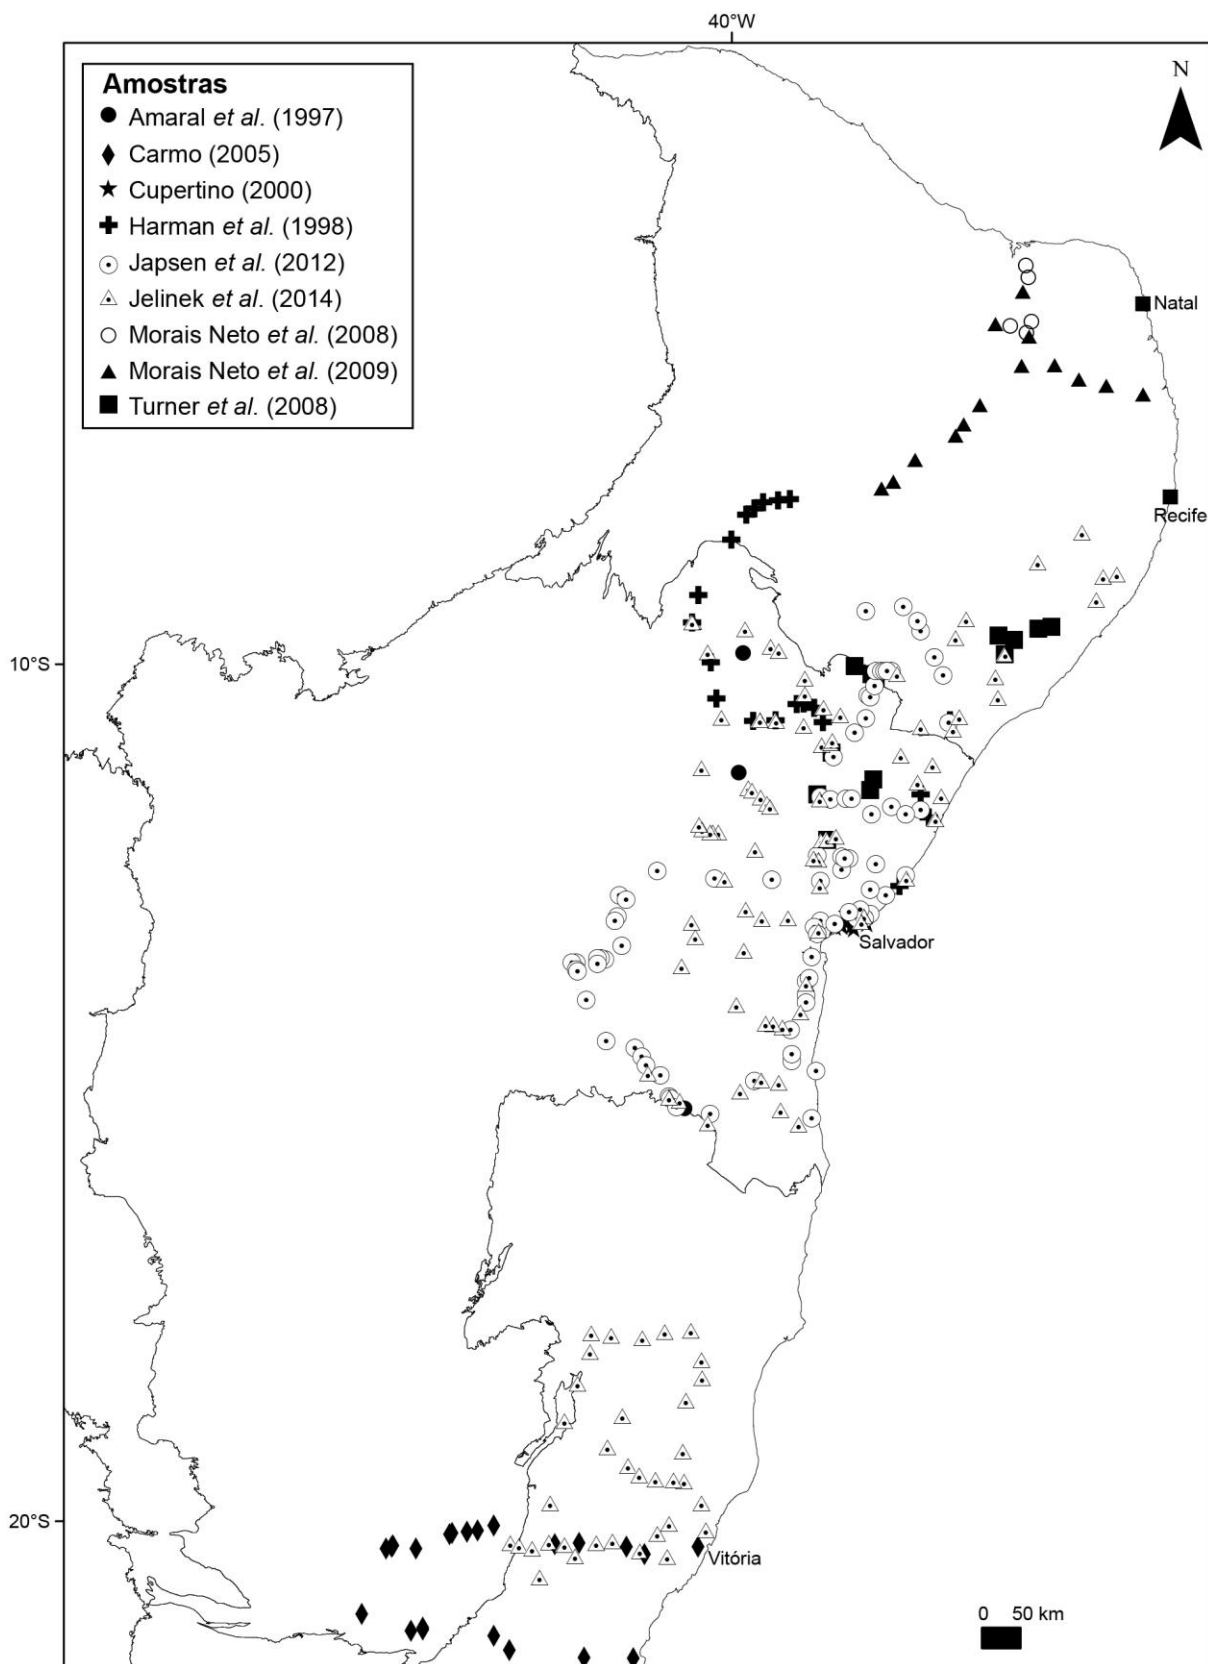 40°W
N
Amostras
Amaral et al. (1997)
Carmo (2005)
Cupertino (2000)
Harman et al. (1998)
Japsen et al. (2012)
Jelinek et al. (2014)
Morais Neto et al. (2008)
Morais Neto et al. (2009)
Turner et al. (2008)
Natal
Recife
10°S
Salvador
20°S
Vitória
0 50 km